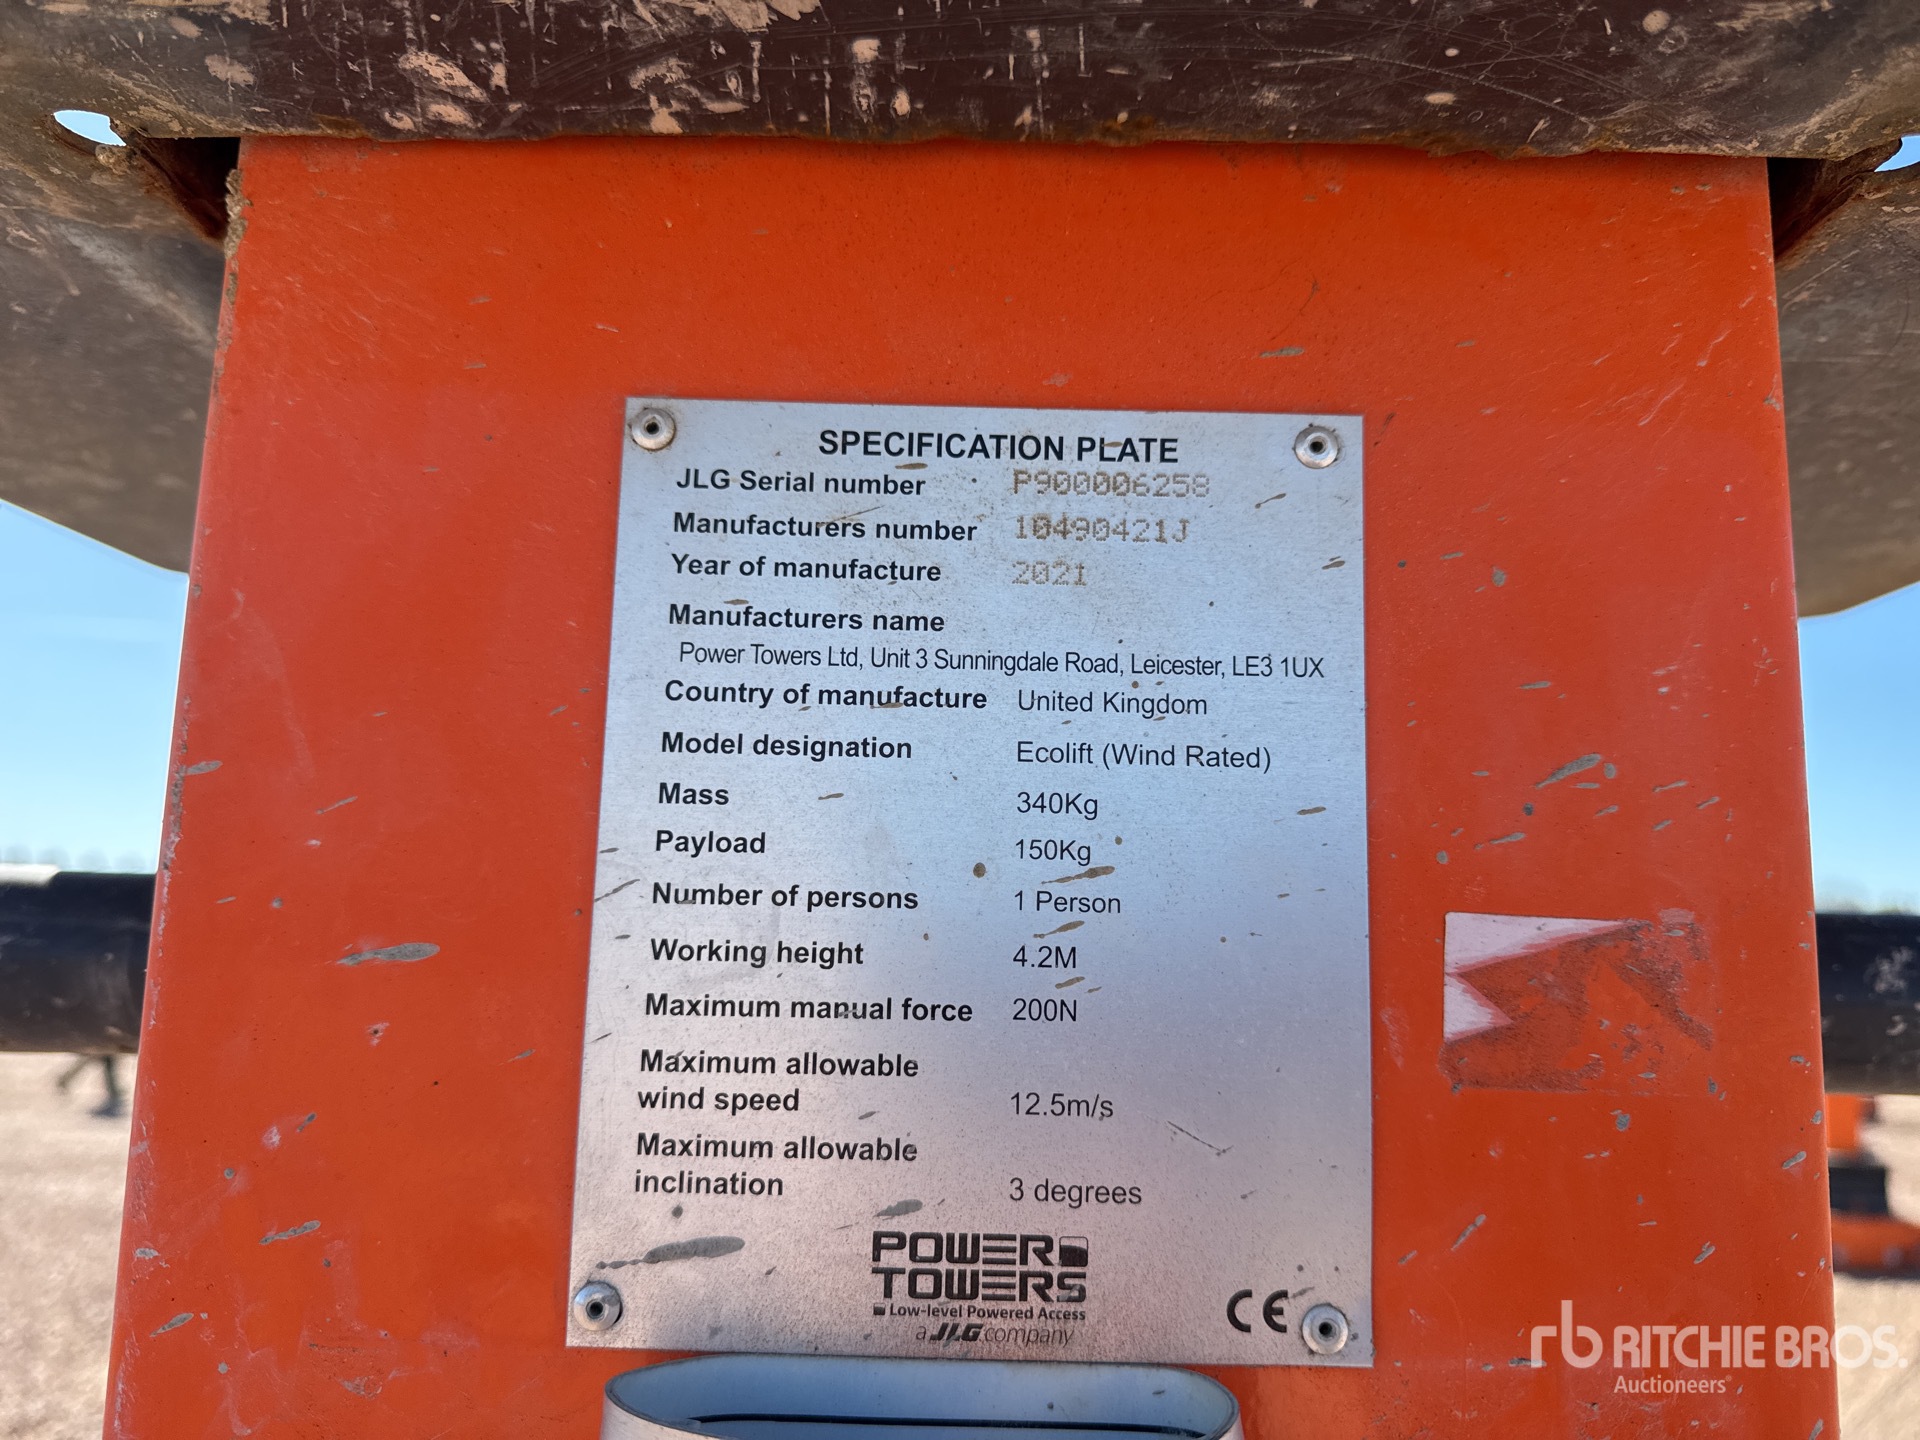 SPECIFICATION PLATE
JLG Serial number P900006258
Manufacturers number 10490421J
Year of manufacture 2021
Manufacturers name
Power Towers Ltd, Unit 3 Sunningdale Road, Leicester, LE3 1UX
Country of manufacture United Kingdom
Model designation Ecolift (Wind Rated)
Mass 340Kg
Payload 150Kg
Number of persons 1 Person
Working height 4.2M
Maximum manual force 200N
Maximum allowable
wind speed 12.5m/s
Maximum allowable
inclination 3 degrees
POWER
TOWERS
Low-level Powered Access
a JLG company
CE
rb RITCHIE BROS.
Auctioneers